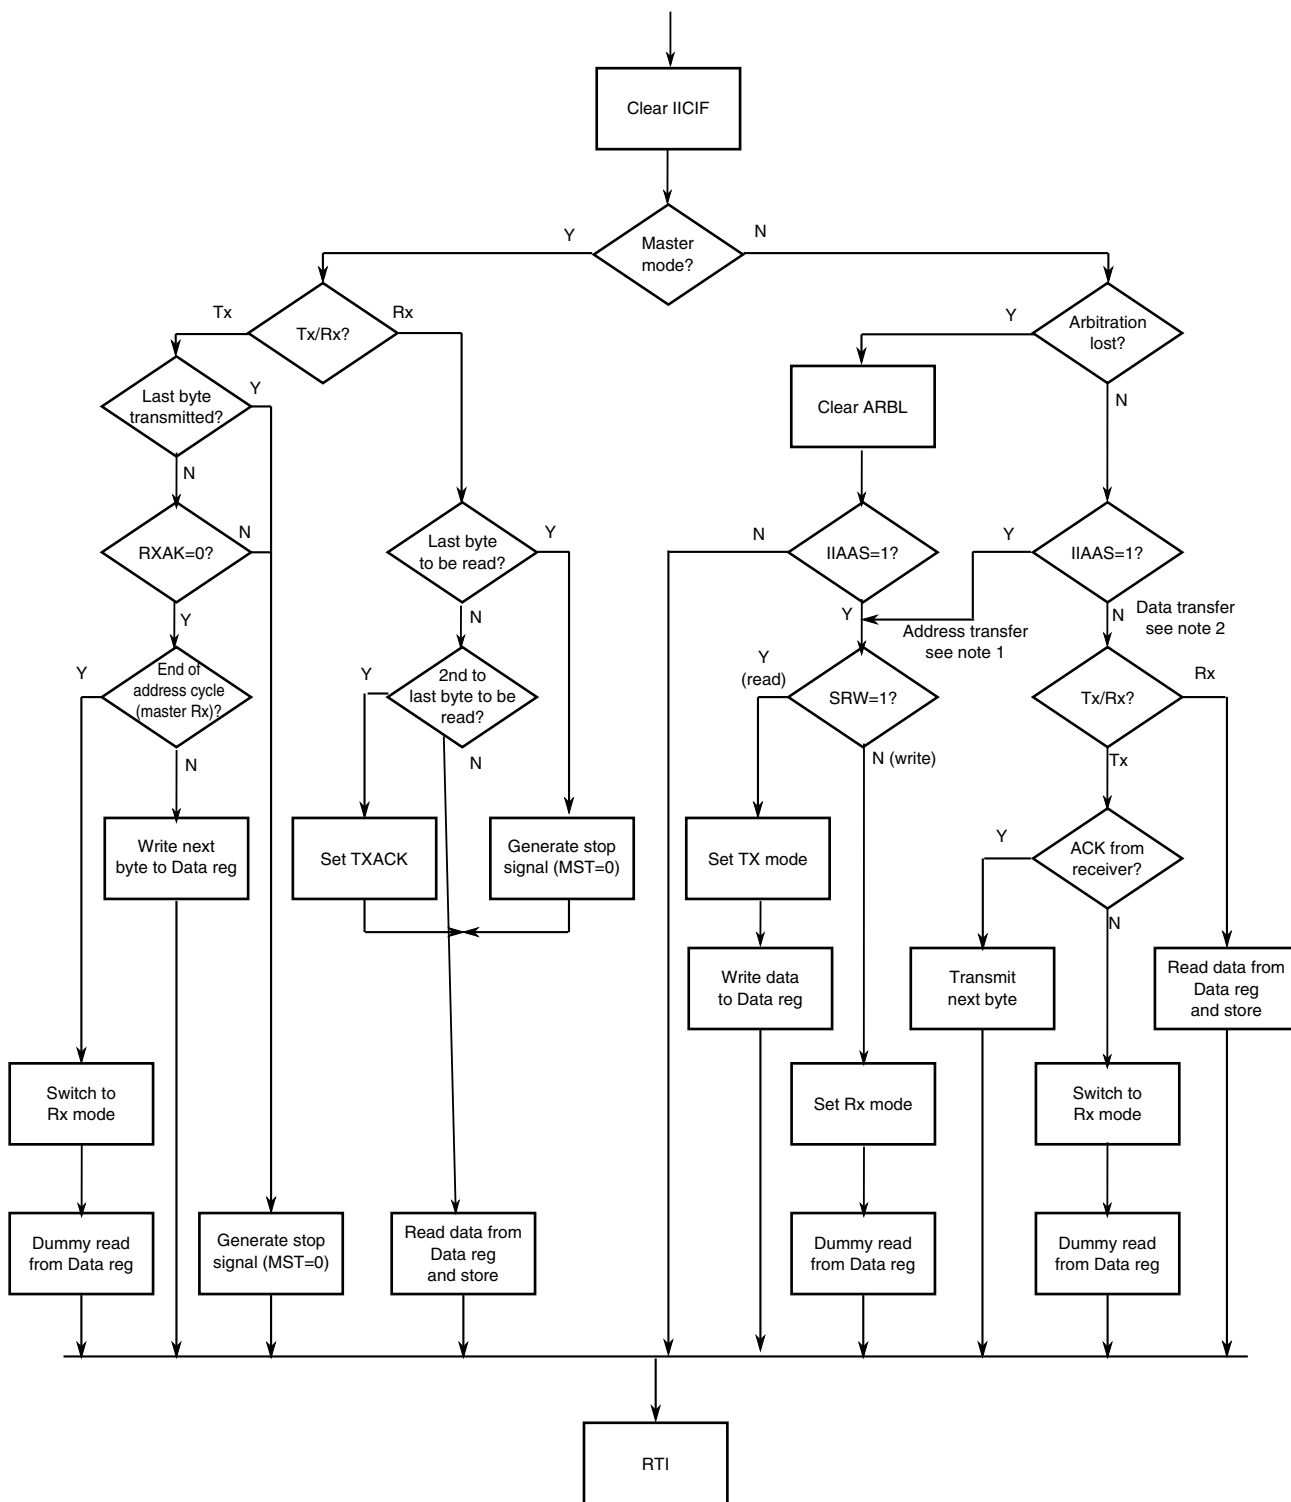 Clear IICIF
Y
N
Master
mode?
Tx
Rx
Tx/Rx?
Y
Arbitration
lost?
Last byte
transmitted?
Y
Clear ARBL
N
N
RXAK=0?
N
Last byte
to be read?
Y
N
IIAAS=1?
Y
IIAAS=1?
Y
N
Y
Address transfer
see note 1
N
Data transfer
see note 2
Y
End of
address cycle
(master Rx)?
Y
2nd to
last byte to be
read?
Y
(read)
SRW=1?
Tx/Rx?
Rx
N
N
N (write)
Tx
Write next
byte to Data reg
Set TXACK
Generate stop
signal (MST=0)
Set TX mode
Y
ACK from
receiver?
N
Write data
to Data reg
Transmit
next byte
Read data from
Data reg
and store
Switch to
Rx mode
Set Rx mode
Switch to
Rx mode
Dummy read
from Data reg
Generate stop
signal (MST=0)
Read data from
Data reg
and store
Dummy read
from Data reg
Dummy read
from Data reg
RTI